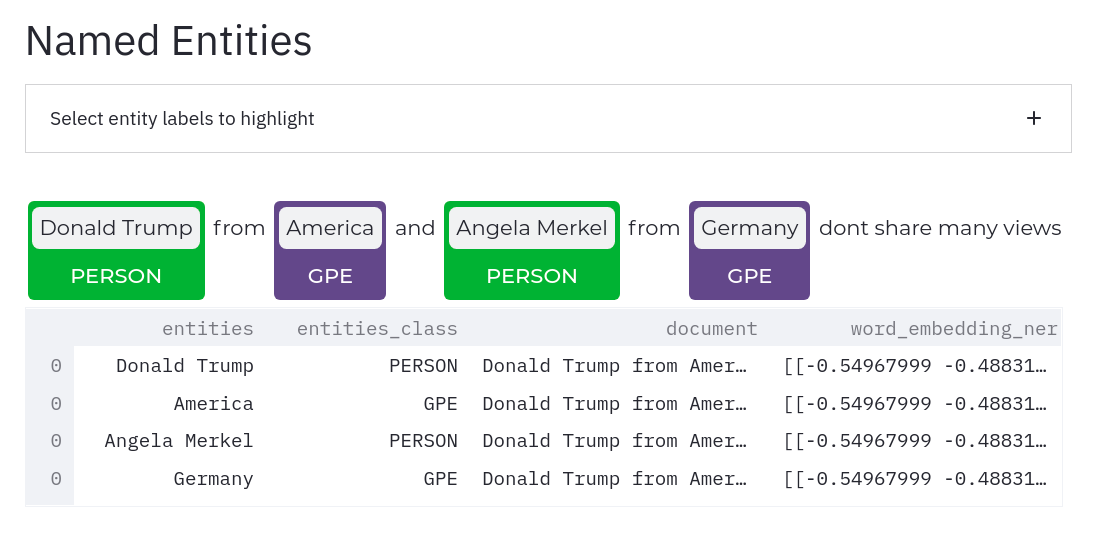 Named Entities
Select entity labels to highlight +
Donald Trump from America and Angela Merkel from Germany dont share many views
PERSON GPE PERSON GPE
entities entities_class document word_embedding_ner
0 Donald Trump PERSON Donald Trump from Amer… [[-0.54967999 -0.48831…
0 America GPE Donald Trump from Amer… [[-0.54967999 -0.48831…
0 Angela Merkel PERSON Donald Trump from Amer… [[-0.54967999 -0.48831…
0 Germany GPE Donald Trump from Amer… [[-0.54967999 -0.48831…